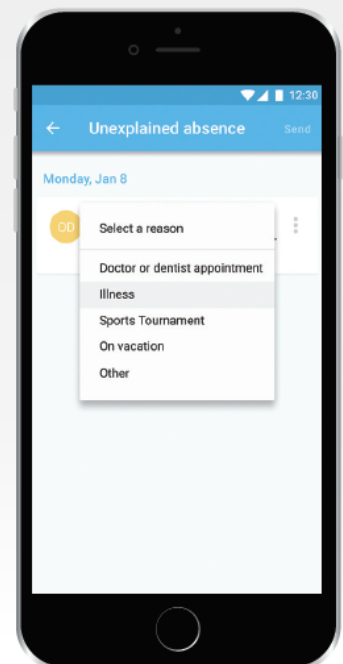 12:30
Unexplained absence Send
Monday, Jan 8
OD
Select a reason
Doctor or dentist appointment
Illness
Sports Tournament
On vacation
Other